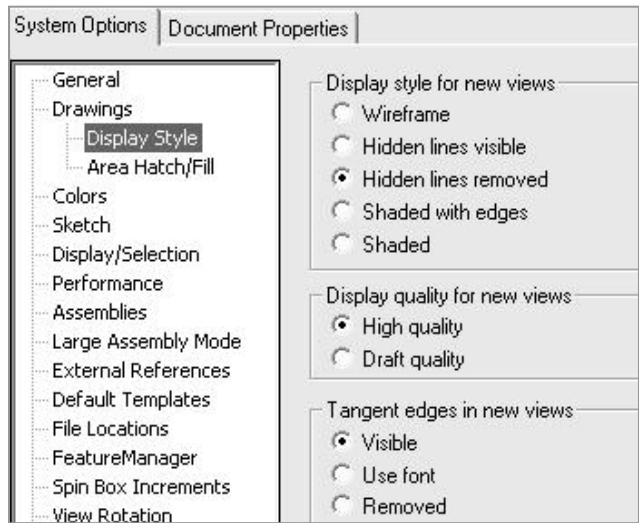 System Options
Document Properties
General
Drawings
Display Style
Area Hatch/Fill
Colors
Sketch
Display/Selection
Performance
Assemblies
Large Assembly Mode
External References
Default Templates
File Locations
FeatureManager
Spin Box Increments
View Rotation
Display style for new views
Wireframe
Hidden lines visible
Hidden lines removed
Shaded with edges
Shaded
Display quality for new views
High quality
Draft quality
Tangent edges in new views
Visible
Use font
Removed